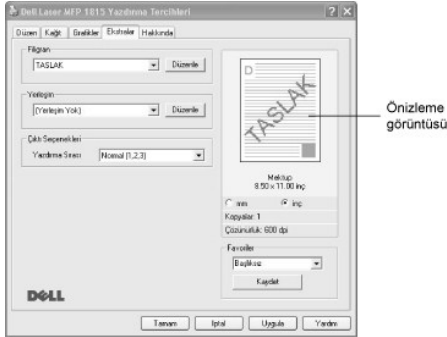 Dell Laser MFP 1815 Yazdırma Tercihleri
Düzen Kağıt Grafikler Ekstralar Hakkında
Filigran
TASLAK Düzenle
Yerleşim
(Yerleşim Yok) Düzenle
Çıktı Seçenekleri
Yazdırma Sırası Normal (1,2,3)
D
TASLAK
Önizleme
görüntüsü
Mektup
8.50 x 11.00 inç
mm inç
Kopyalar: 1
Çözünürlük: 600 dpi
Favoriler
Başlıksız
Kaydet
DELL
Tamam İptal Uygula Yardım